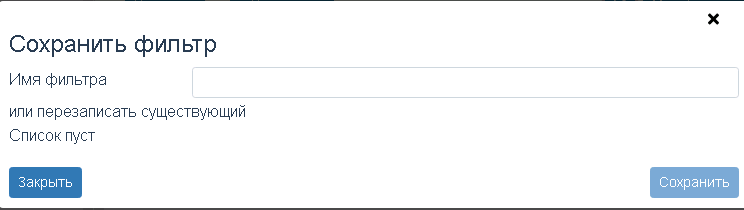 Сохранить фильтр
Имя фильтра
или перезаписать существующий
Список пуст
Закрыть
Сохранить